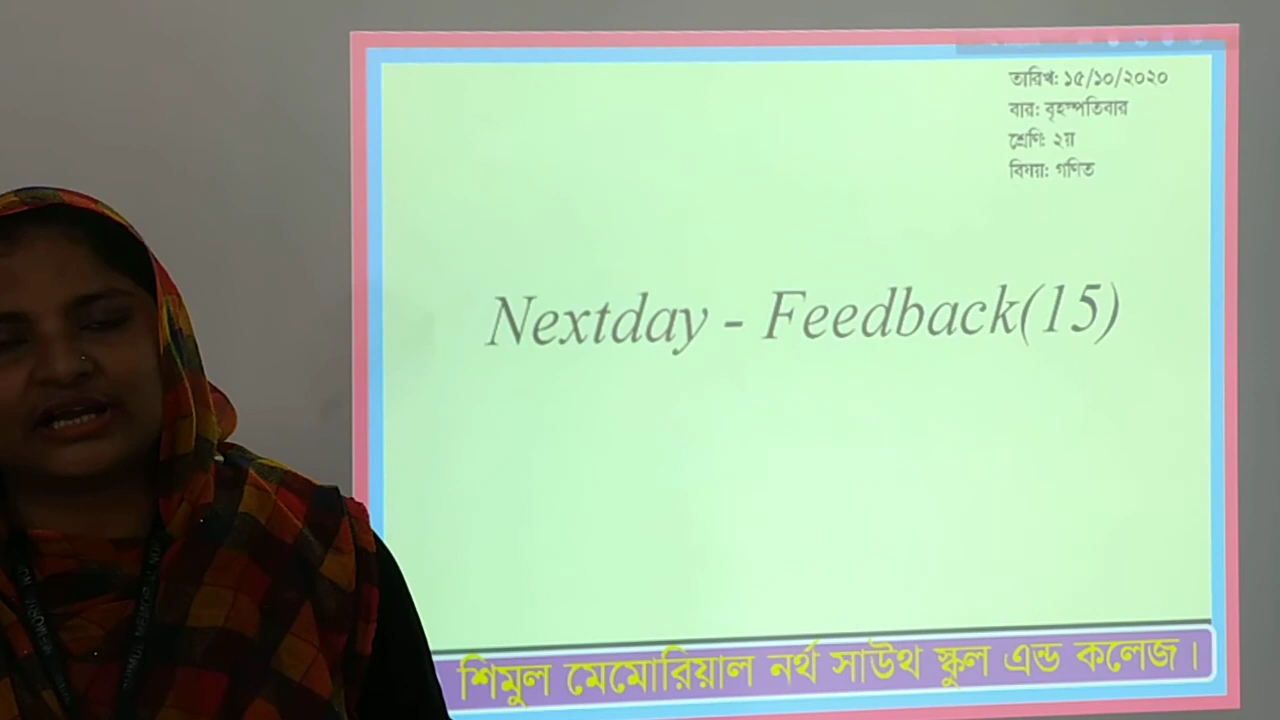 তারিখ: ১৫/১০/২০২০
বার: বৃহস্পতিবার
শ্রেণি: ২য়
বিষয়: গণিত
Nextday - Feedback(15)
শিমুল মেমোরিয়াল নর্থ সাউথ স্কুল এন্ড কলেজ।